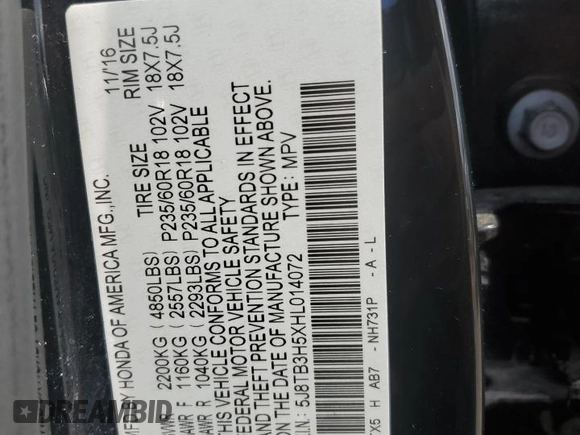 MFD. BY HONDA OF AMERICA MFG., INC. 11/16
TIRE SIZE RIM SIZE
2200KG (4850LBS)
F 1160KG (2557LBS) P235/60R18 102V 18X7.5J
GAWR R 1040KG (2293LBS) P235/60R18 102V 18X7.5J
THIS VEHICLE CONFORMS TO ALL APPLICABLE
FEDERAL MOTOR VEHICLE SAFETY
AND THEFT PREVENTION STANDARDS IN EFFECT
ON THE DATE OF MANUFACTURE SHOWN ABOVE.
5J8TB3H5XHL014072 TYPE: MPV
TX5 H AB7 - NH731P - A - L
DREAMBID